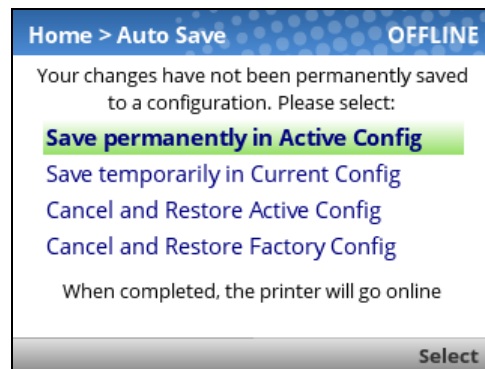 Home > Auto Save OFFLINE
Your changes have not been permanently saved
to a configuration. Please select:
Save permanently in Active Config
Save temporarily in Current Config
Cancel and Restore Active Config
Cancel and Restore Factory Config
When completed, the printer will go online
Select